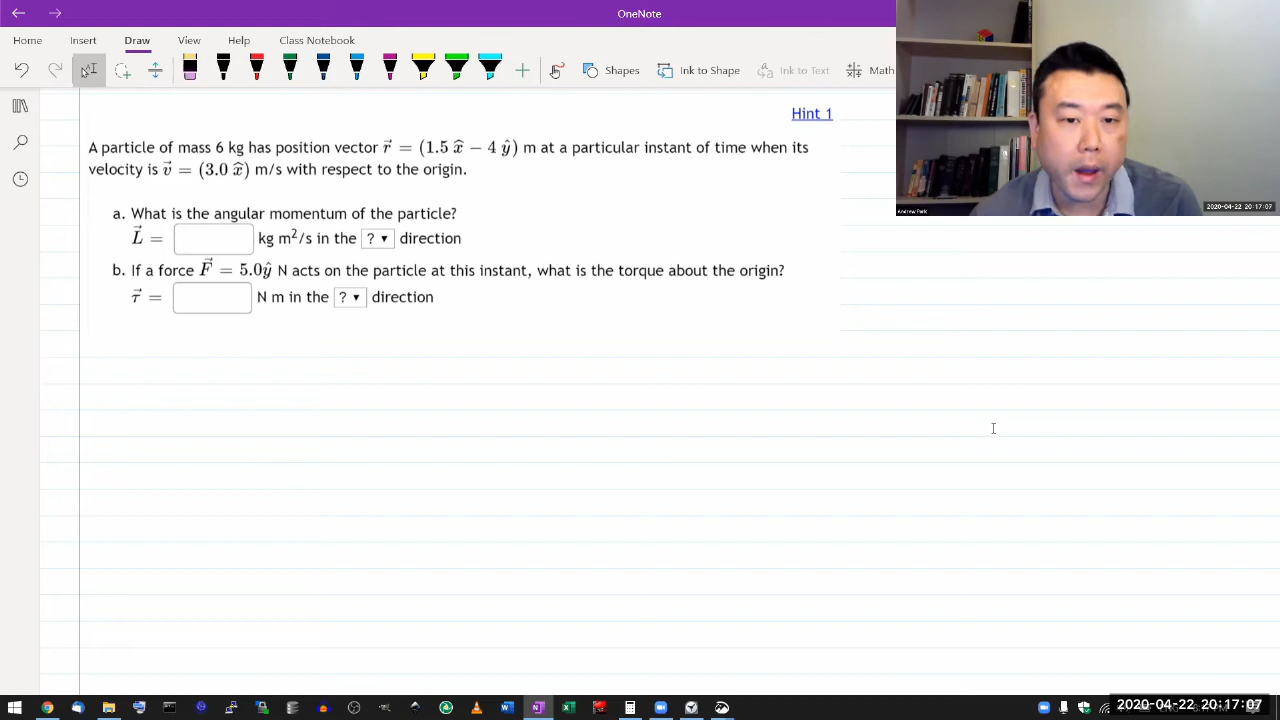 OneNote
Home Insert Draw View Help Class Notebook
Shapes Ink to Shape Ink to Text Math
Hint 1
A particle of mass 6 kg has position vector r⃗ = (1.5 x̂ − 4 ŷ) m at a particular instant of time when its
velocity is v⃗ = (3.0 x̂) m/s with respect to the origin.
a. What is the angular momentum of the particle?
L⃗ = kg m²/s in the ? ▾ direction
b. If a force F⃗ = 5.0ŷ N acts on the particle at this instant, what is the torque about the origin?
τ⃗ = N m in the ? ▾ direction
Andrew Park
2020-04-22 20:17:07
2020-04-22 20:17:07